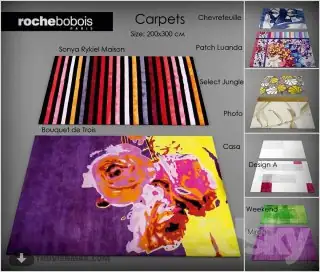 rochebobois
PARIS
Carpets
Size: 200x300 см
Chevrefeuille
Sonya Rykiel Maison
Patch Luanda
Select Jungle
Photo
Bouquet de Trois
Casa
Design A
Weekend